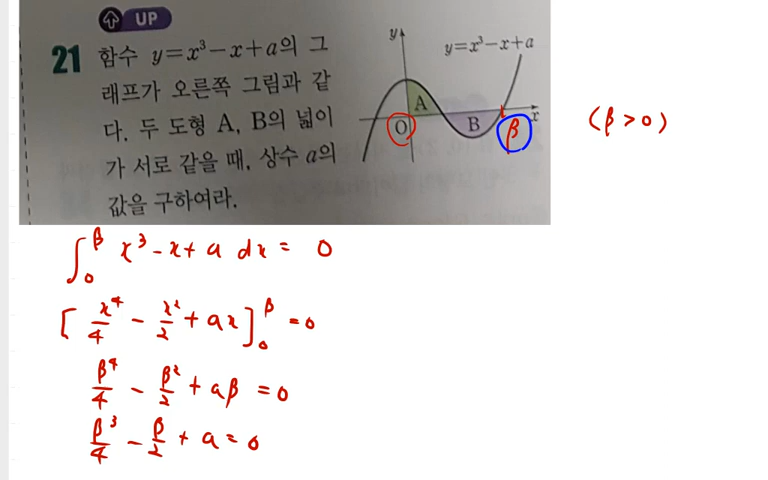 UP
21 함수 y=x³-x+a의 그
래프가 오른쪽 그림과 같
다. 두 도형 A, B의 넓이
가 서로 같을 때, 상수 a의
값을 구하여라.
y
y=x³-x+a
A
O
B
β
x
(β>0)
∫₀^β x³-x+a dx = 0
[x⁴/4 - x²/2 + ax]₀^β = 0
β⁴/4 - β²/2 + aβ = 0
β³/4 - β/2 + a = 0